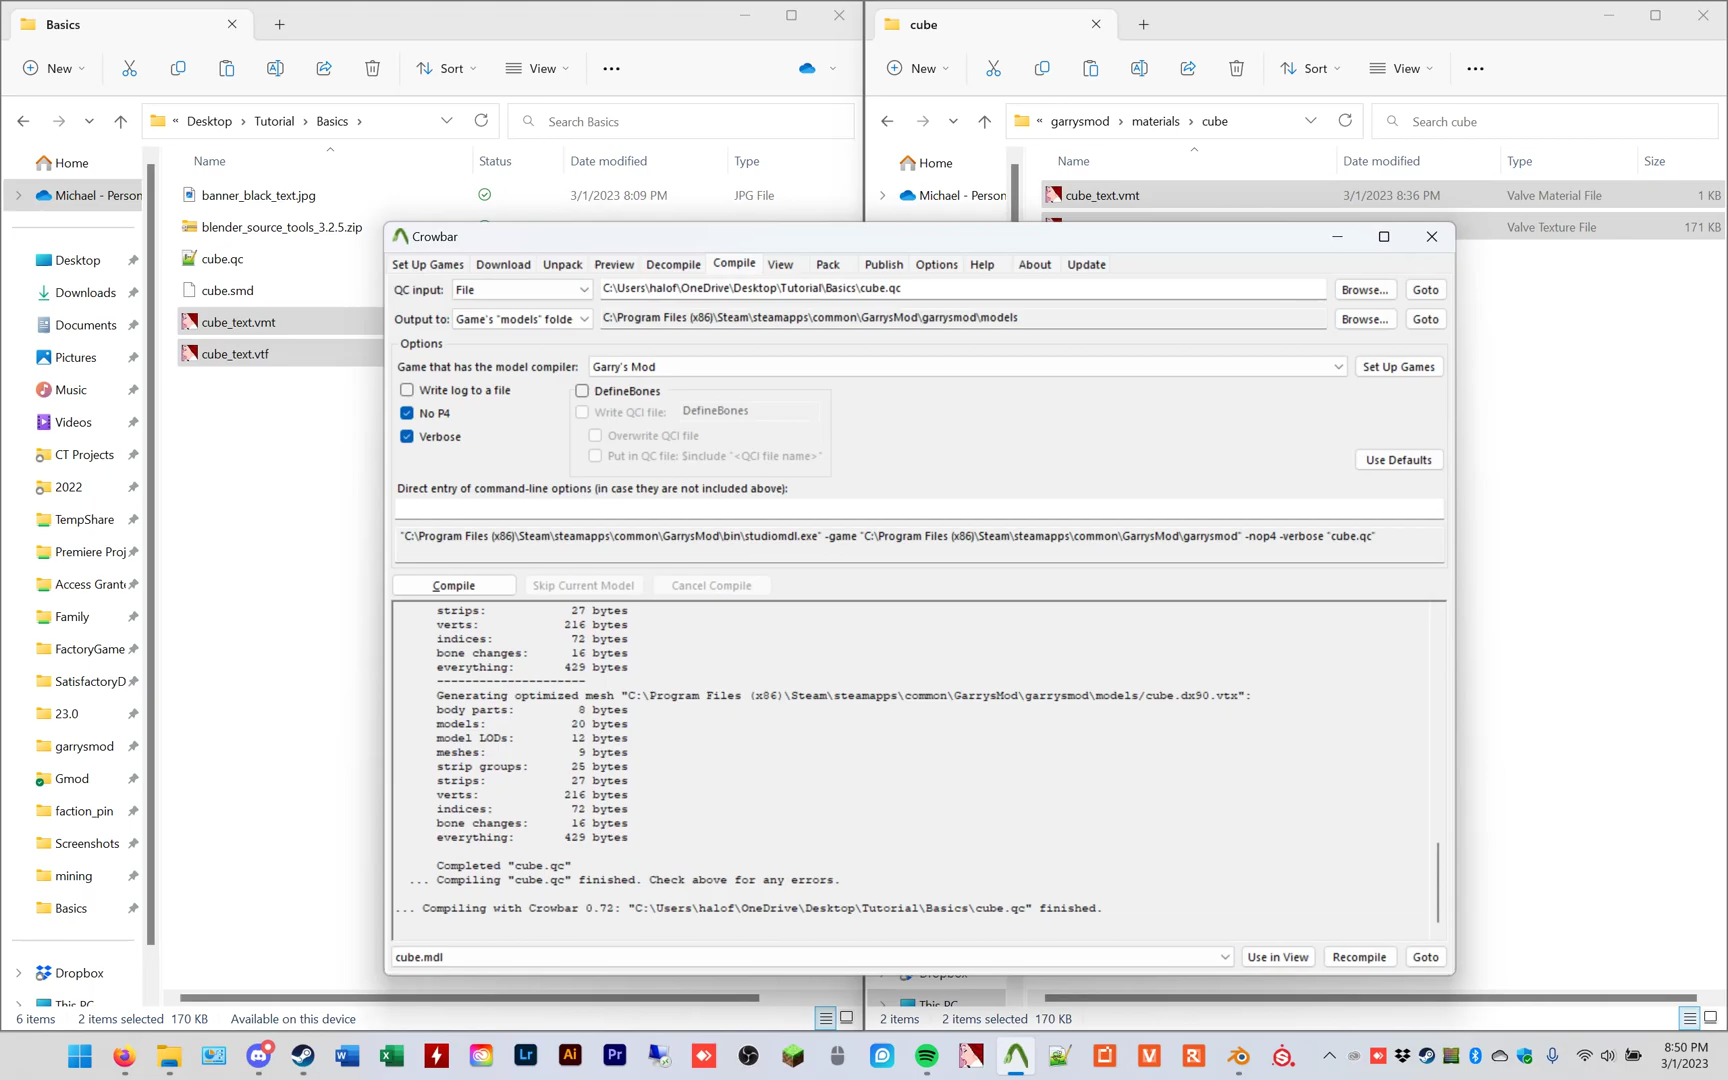 Basics
cube
New
Sort
View
New
Sort
View
« Desktop › Tutorial › Basics ›
Search Basics
« garrysmod › materials › cube
Search cube
Home
Name
Status
Date modified
Type
Home
Name
Date modified
Type
Size
Michael - Person
banner_black_text.jpg
3/1/2023 8:09 PM
JPG File
Michael - Person
cube_text.vmt
3/1/2023 8:36 PM
Valve Material File
1 KB
blender_source_tools_3.2.5.zip
Valve Texture File
171 KB
Desktop
cube.qc
Downloads
cube.smd
Documents
cube_text.vmt
Pictures
cube_text.vtf
Music
Videos
CT Projects
2022
TempShare
Premiere Proj
Access Grante
Family
FactoryGame
SatisfactoryD
23.0
garrysmod
Gmod
faction_pin
Screenshots
mining
Basics
Dropbox
This PC
Crowbar
Set Up Games Download Unpack Preview Decompile Compile View Pack Publish Options Help About Update
QC input: File C:\Users\halof\OneDrive\Desktop\Tutorial\Basics\cube.qc Browse... Goto
Output to: Game's "models" folde C:\Program Files (x86)\Steam\steamapps\common\GarrysMod\garrysmod\models Browse... Goto
Options
Game that has the model compiler: Garry's Mod Set Up Games
Write log to a file
DefineBones
No P4
Write QCI file: DefineBones
Verbose
Overwrite QCI file
Put in QC file: $include "<QCI file name>"
Use Defaults
Direct entry of command-line options (in case they are not included above):
"C:\Program Files (x86)\Steam\steamapps\common\GarrysMod\bin\studiomdl.exe" -game "C:\Program Files (x86)\Steam\steamapps\common\GarrysMod\garrysmod" -nop4 -verbose "cube.qc"
Compile Skip Current Model Cancel Compile
strips: 27 bytes
verts: 216 bytes
indices: 72 bytes
bone changes: 16 bytes
everything: 429 bytes
---------------------
Generating optimized mesh "C:\Program Files (x86)\Steam\steamapps\common\GarrysMod\garrysmod\models/cube.dx90.vtx":
body parts: 8 bytes
models: 20 bytes
model LODs: 12 bytes
meshes: 9 bytes
strip groups: 25 bytes
strips: 27 bytes
verts: 216 bytes
indices: 72 bytes
bone changes: 16 bytes
everything: 429 bytes
Completed "cube.qc"
... Compiling "cube.qc" finished. Check above for any errors.
... Compiling with Crowbar 0.72: "C:\Users\halof\OneDrive\Desktop\Tutorial\Basics\cube.qc" finished.
cube.mdl
Use in View Recompile Goto
This PC
6 items 2 items selected 170 KB Available on this device
2 items 2 items selected 170 KB
W
X
Lr
Ai
Pr
V
R
8:50 PM
3/1/2023